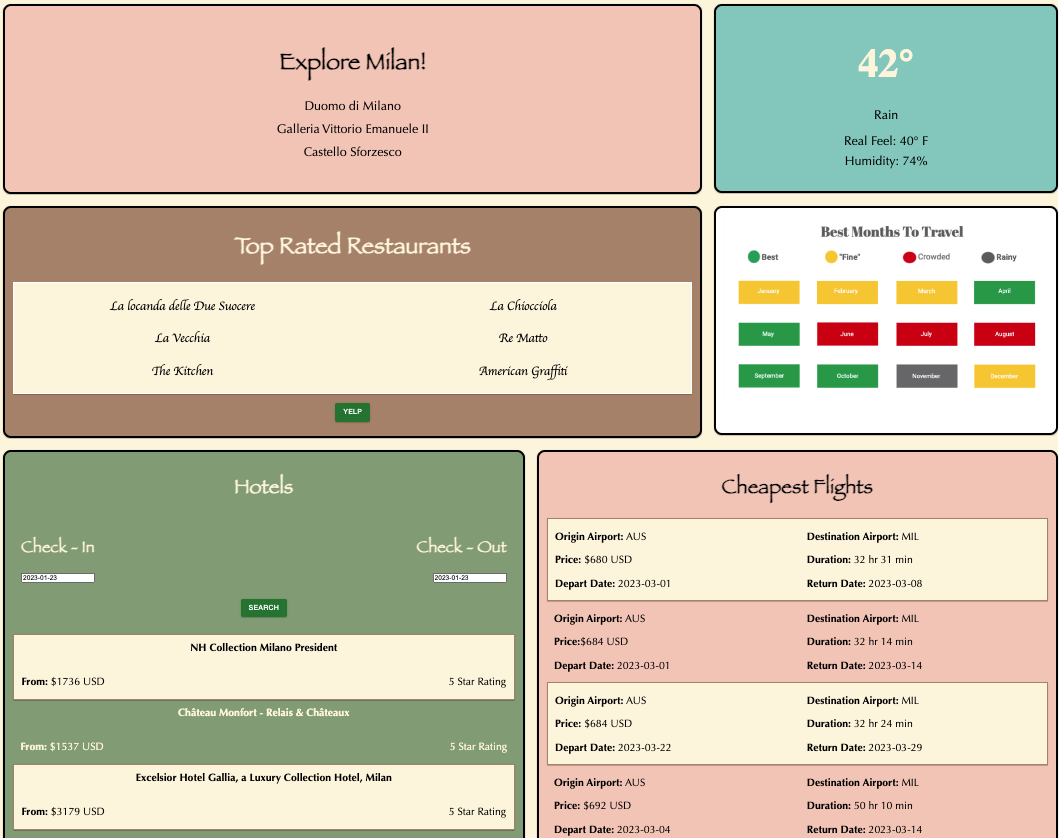 Explore Milan!
Duomo di Milano
Galleria Vittorio Emanuele II
Castello Sforzesco
42°
Rain
Real Feel: 40° F
Humidity: 74%
Top Rated Restaurants
La locanda delle Due Suocere La Chiocciola
La Vecchia Re Matto
The Kitchen American Graffiti
YELP
Best Months To Travel
Best "Fine" Crowded Rainy
January February March April
May June July August
September October November December
Hotels
Check - In Check - Out
2023-01-23 2023-01-23
SEARCH
NH Collection Milano President
From: $1736 USD 5 Star Rating
Château Monfort - Relais & Châteaux
From: $1537 USD 5 Star Rating
Excelsior Hotel Gallia, a Luxury Collection Hotel, Milan
From: $3179 USD 5 Star Rating
Cheapest Flights
Origin Airport: AUS Destination Airport: MIL
Price: $680 USD Duration: 32 hr 31 min
Depart Date: 2023-03-01 Return Date: 2023-03-08
Origin Airport: AUS Destination Airport: MIL
Price:$684 USD Duration: 32 hr 14 min
Depart Date: 2023-03-01 Return Date: 2023-03-14
Origin Airport: AUS Destination Airport: MIL
Price: $684 USD Duration: 32 hr 24 min
Depart Date: 2023-03-22 Return Date: 2023-03-29
Origin Airport: AUS Destination Airport: MIL
Price: $692 USD Duration: 50 hr 10 min
Depart Date: 2023-03-04 Return Date: 2023-03-14